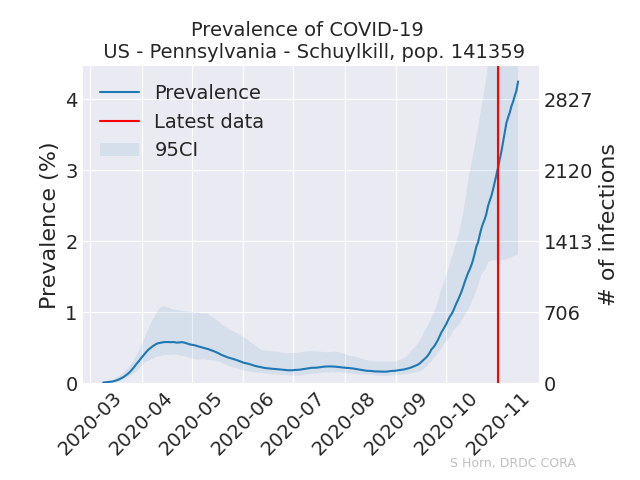 Prevalence of COVID-19
US - Pennsylvania - Schuylkill, pop. 141359
Prevalence
Latest data
95CI
Prevalence (%)
4
3
2
1
0
2827
2120
1413
706
0
# of infections
2020-03
2020-04
2020-05
2020-06
2020-07
2020-08
2020-09
2020-10
2020-11
S Horn, DRDC CORA